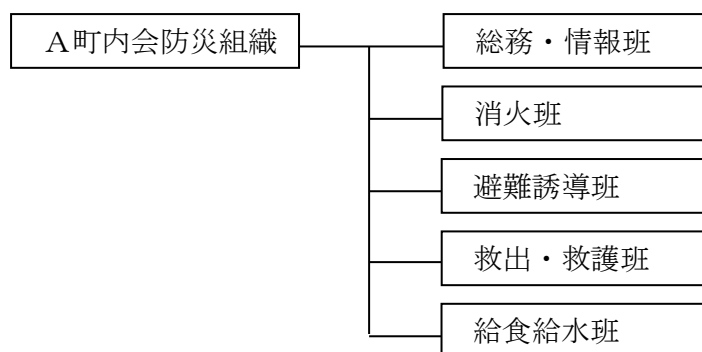 A町内会防災組織
総務・情報班
消火班
避難誘導班
救出・救護班
給食給水班